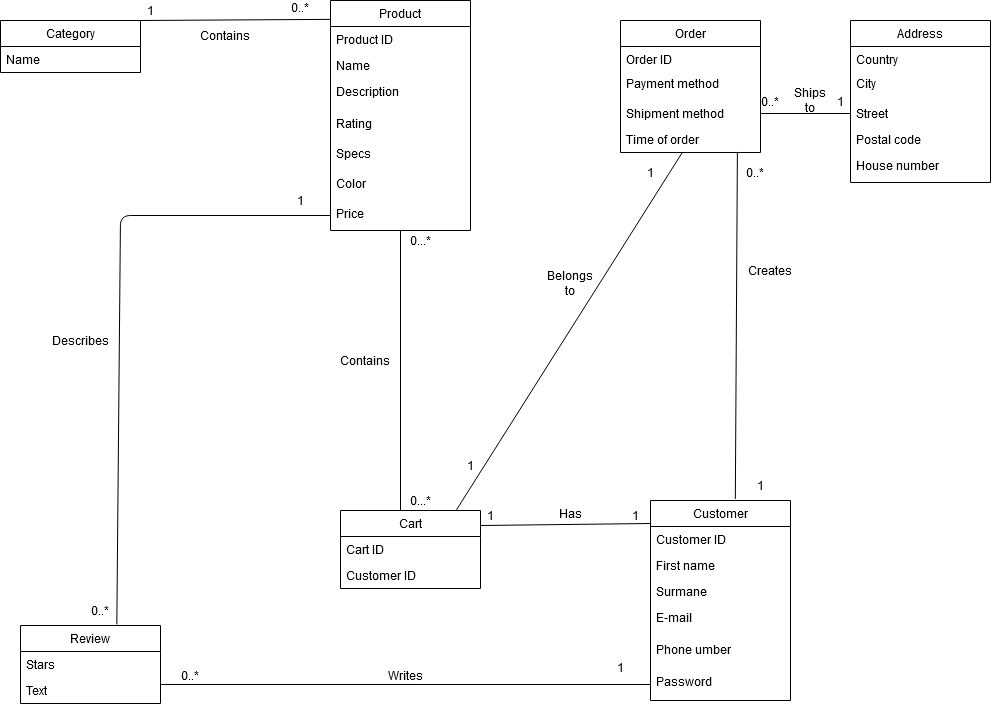 1
0..*
Category
Name
Contains
Product
Product ID
Name
Description
Rating
Specs
Color
Price
Order
Order ID
Payment method
Shipment method
Time of order
0..*
Ships
to
1
Address
Country
City
Street
Postal code
House number
1
0...*
1
0..*
Belongs
to
Creates
Describes
Contains
1
0...*
1
Cart
Cart ID
Customer ID
1
Has
1
Customer
Customer ID
First name
Surmane
E-mail
Phone umber
Password
0..*
Review
Stars
Text
0..*
Writes
1